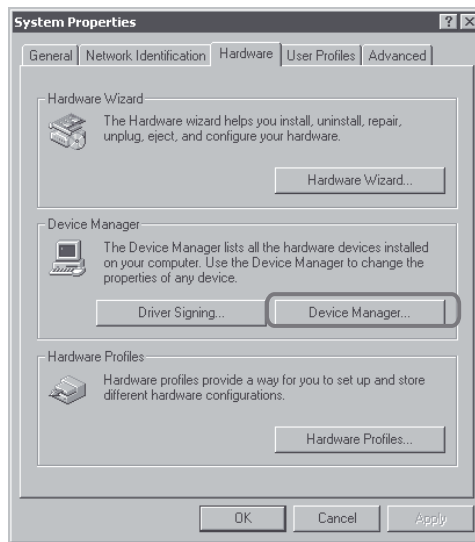 System Properties
General
Network Identification
Hardware
User Profiles
Advanced
Hardware Wizard
The Hardware wizard helps you install, uninstall, repair,
unplug, eject, and configure your hardware.
Hardware Wizard...
Device Manager
The Device Manager lists all the hardware devices installed
on your computer. Use the Device Manager to change the
properties of any device.
Driver Signing...
Device Manager...
Hardware Profiles
Hardware profiles provide a way for you to set up and store
different hardware configurations.
Hardware Profiles...
OK
Cancel
Apply